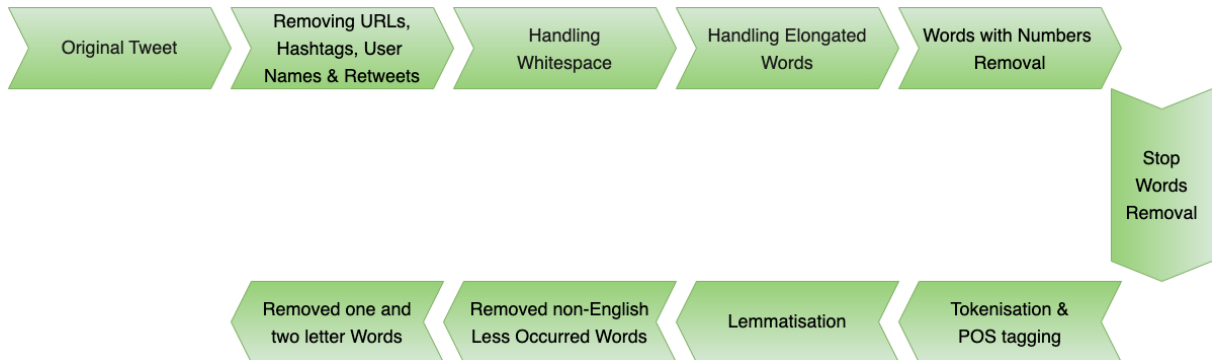 Original Tweet
Removing URLs,
Hashtags, User
Names & Retweets
Handling
Whitespace
Handling Elongated
Words
Words with Numbers
Removal
Stop
Words
Removal
Tokenisation &
POS tagging
Lemmatisation
Removed non-English
Less Occurred Words
Removed one and
two letter Words